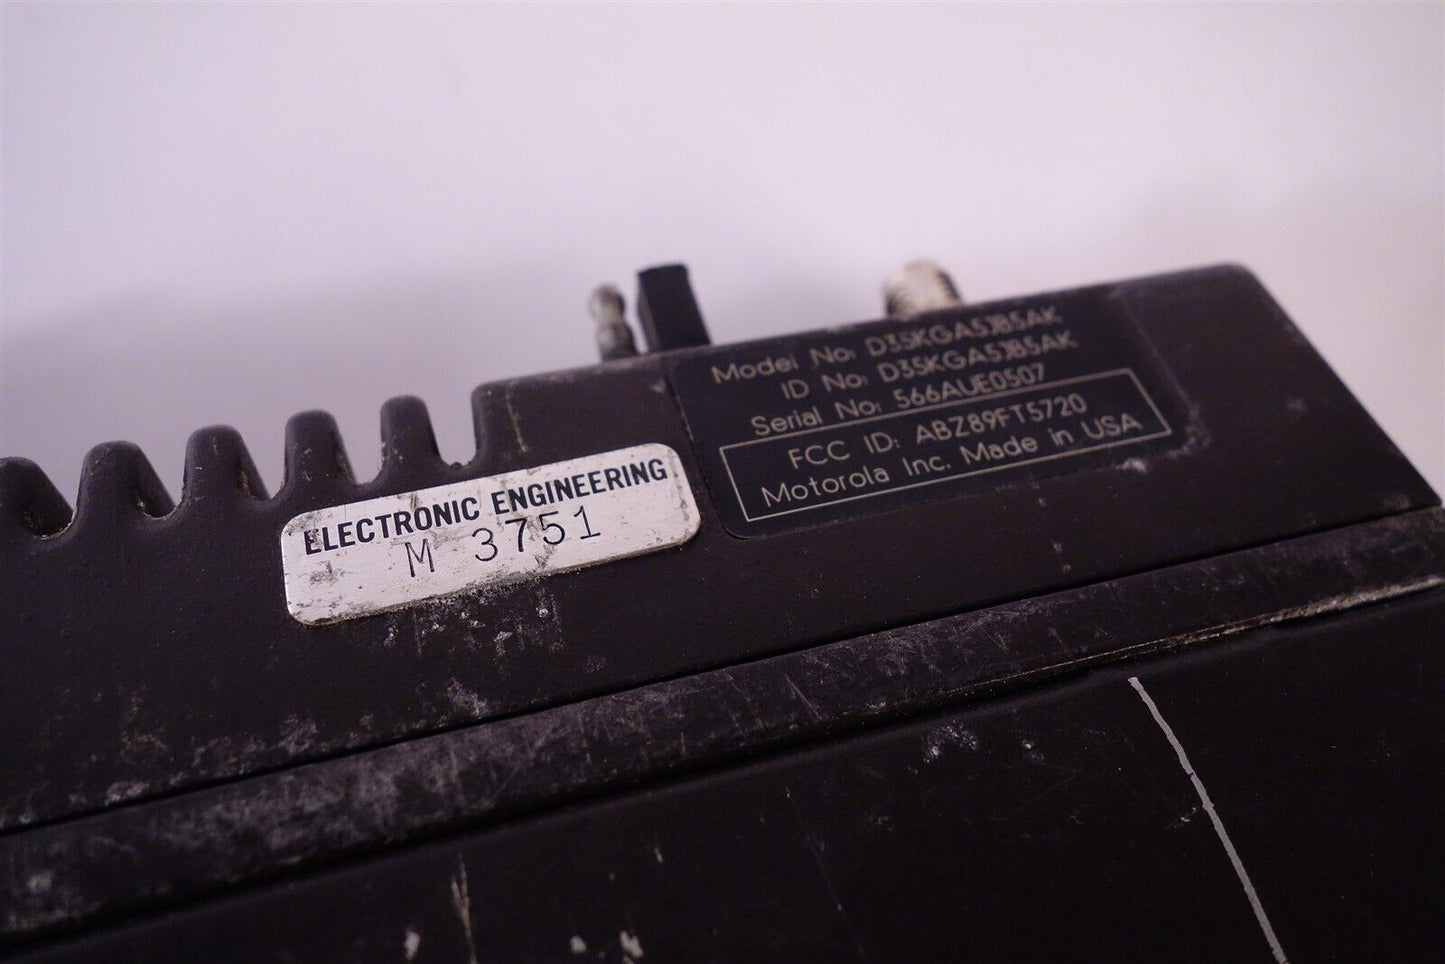 Model No: D35KGA5JB5AK
ID No: D35KGA5JB5AK
Serial No: 566AUE0507
FCC ID: ABZ89FT5720
Motorola Inc. Made in USA
ELECTRONIC ENGINEERING
M 3751